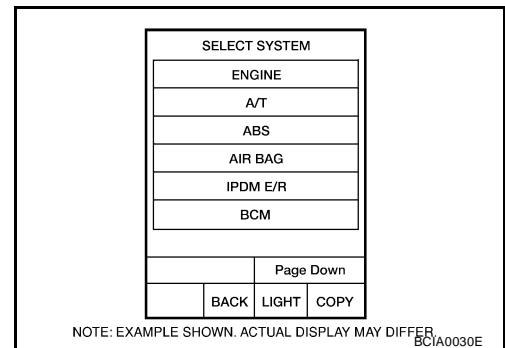 SELECT SYSTEM
ENGINE
A/T
ABS
AIR BAG
IPDM E/R
BCM
Page Down
BACK LIGHT COPY
NOTE: EXAMPLE SHOWN. ACTUAL DISPLAY MAY DIFFER.
BCIA0030E